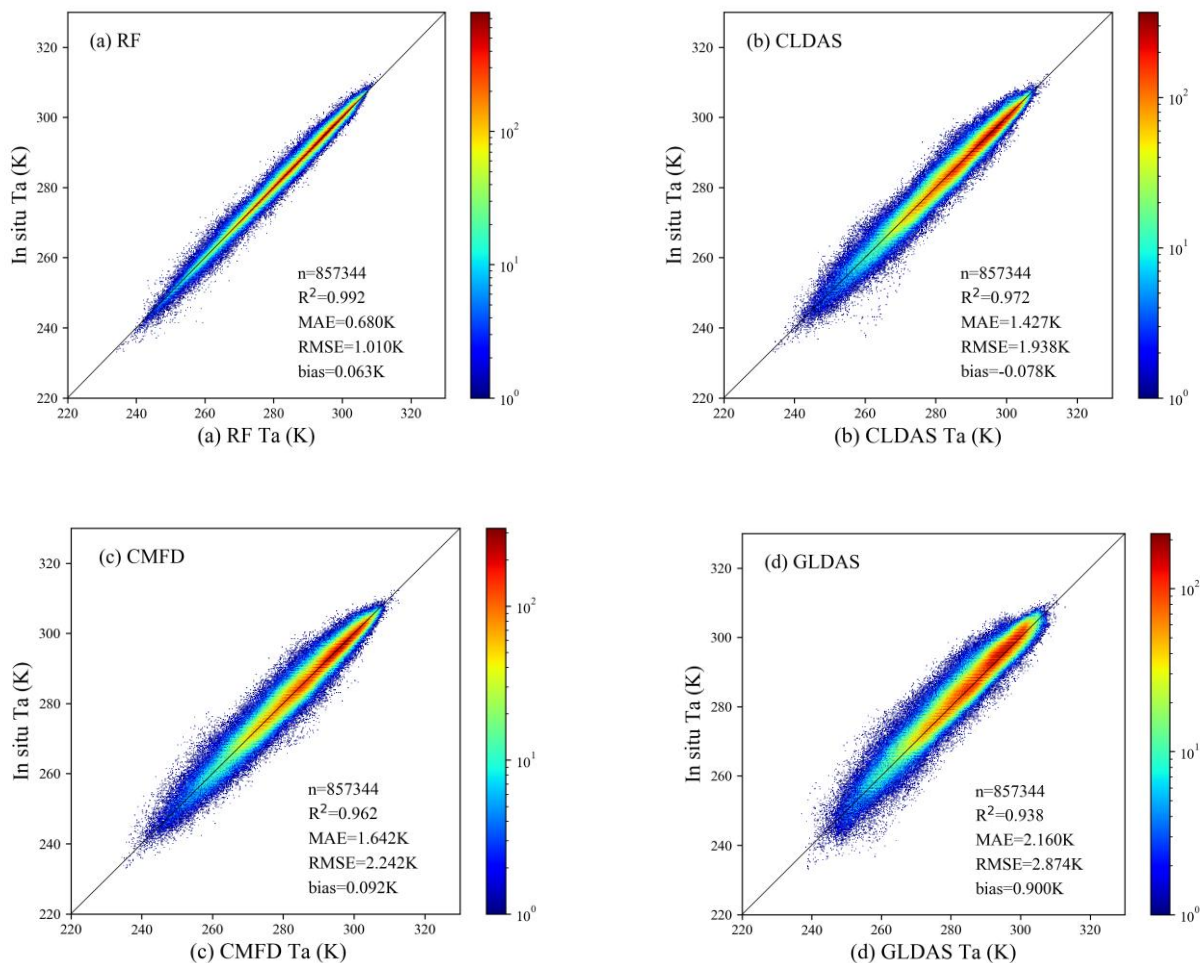 (a) RF
In situ Ta (K)
330
320
300
280
260
240
220
220
240
260
280
300
320
n=857344
R²=0.992
MAE=0.680K
RMSE=1.010K
bias=0.063K
(a) RF Ta (K)
10²
10¹
10⁰
(b) CLDAS
In situ Ta (K)
320
300
280
260
240
220
220
240
260
280
300
320
n=857344
R²=0.972
MAE=1.427K
RMSE=1.938K
bias=-0.078K
(b) CLDAS Ta (K)
10²
10¹
10⁰
(c) CMFD
In situ Ta (K)
320
300
280
260
240
220
220
240
260
280
300
320
n=857344
R²=0.962
MAE=1.642K
RMSE=2.242K
bias=0.092K
(c) CMFD Ta (K)
10²
10¹
10⁰
(d) GLDAS
In situ Ta (K)
320
300
280
260
240
220
220
240
260
280
300
320
n=857344
R²=0.938
MAE=2.160K
RMSE=2.874K
bias=0.900K
(d) GLDAS Ta (K)
10²
10¹
10⁰